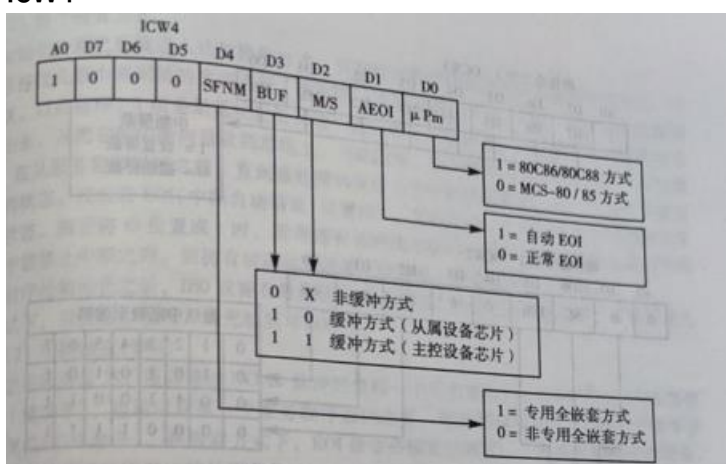 ICW4
A0 D7 D6 D5 D4 D3 D2 D1 D0
1 0 0 0 SFNM BUF M/S AEOI μPm
1 = 80C86/80C88 方式
0 = MCS-80 / 85 方式
1 = 自动 EOI
0 = 正常 EOI
0 X 非缓冲方式
1 0 缓冲方式 ( 从属设备芯片 )
1 1 缓冲方式 ( 主控设备芯片 )
1 = 专用全嵌套方式
0 = 非专用全嵌套方式